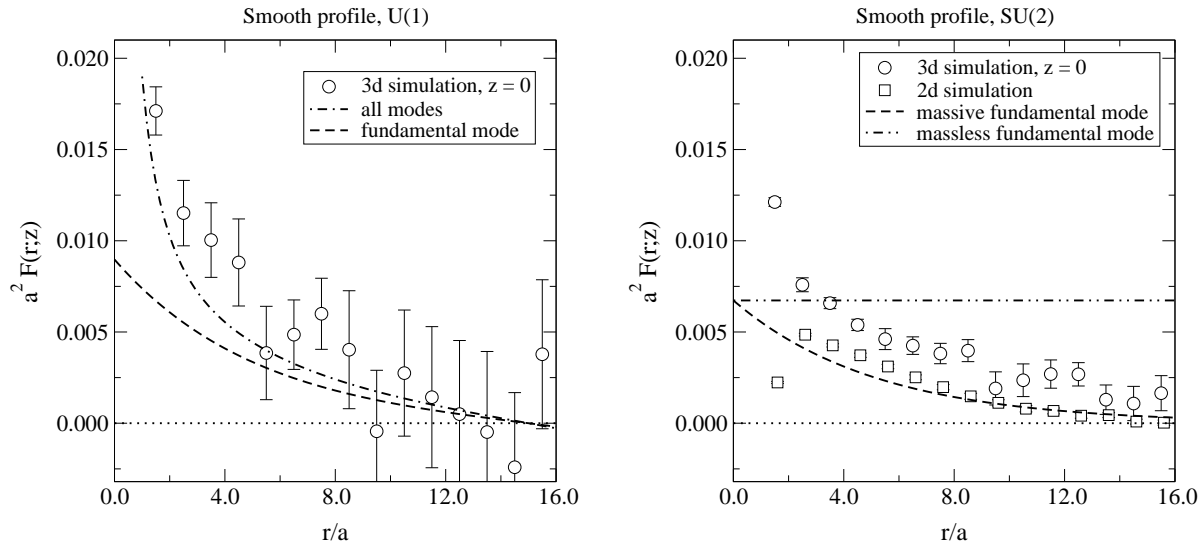 Smooth profile, U(1)
0.020
0.015
0.010
0.005
0.000
a² F(r;z)
3d simulation, z = 0
all modes
fundamental mode
0.0 4.0 8.0 12.0 16.0
r/a
Smooth profile, SU(2)
0.020
0.015
0.010
0.005
0.000
a² F(r;z)
3d simulation, z = 0
2d simulation
massive fundamental mode
massless fundamental mode
0.0 4.0 8.0 12.0 16.0
r/a